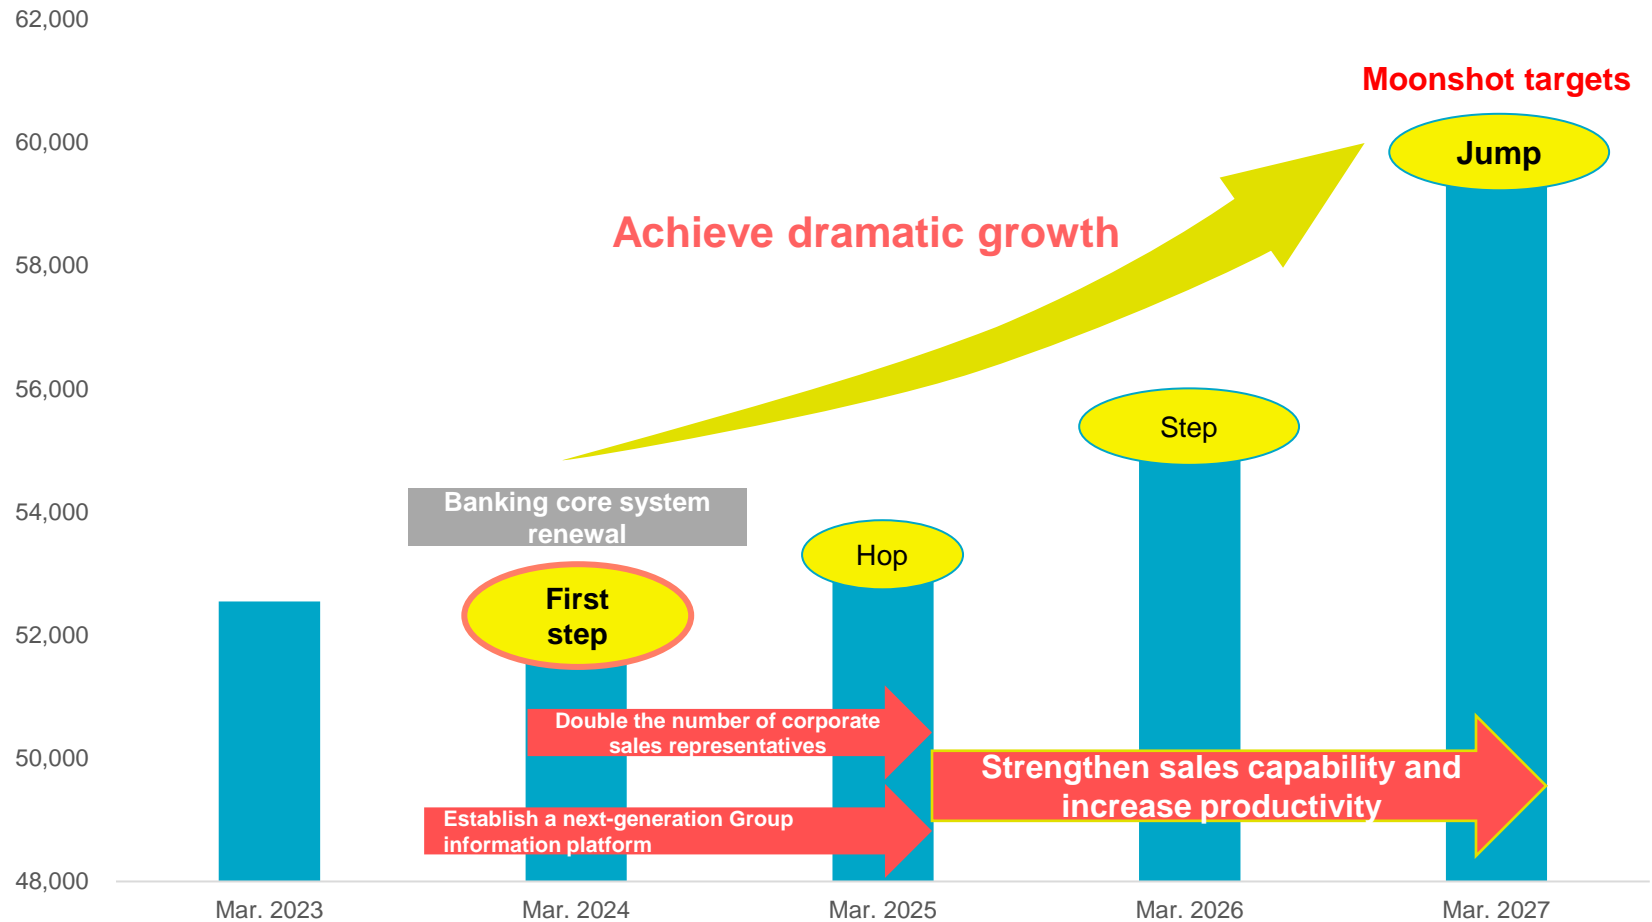 62,000
Moonshot targets
60,000
Jump
Achieve dramatic growth
58,000
56,000
Step
54,000
Banking core system
renewal
Hop
First
step
52,000
Double the number of corporate
sales representatives
50,000
Strengthen sales capability and
increase productivity
Establish a next-generation Group
information platform
48,000
Mar. 2023
Mar. 2024
Mar. 2025
Mar. 2026
Mar. 2027